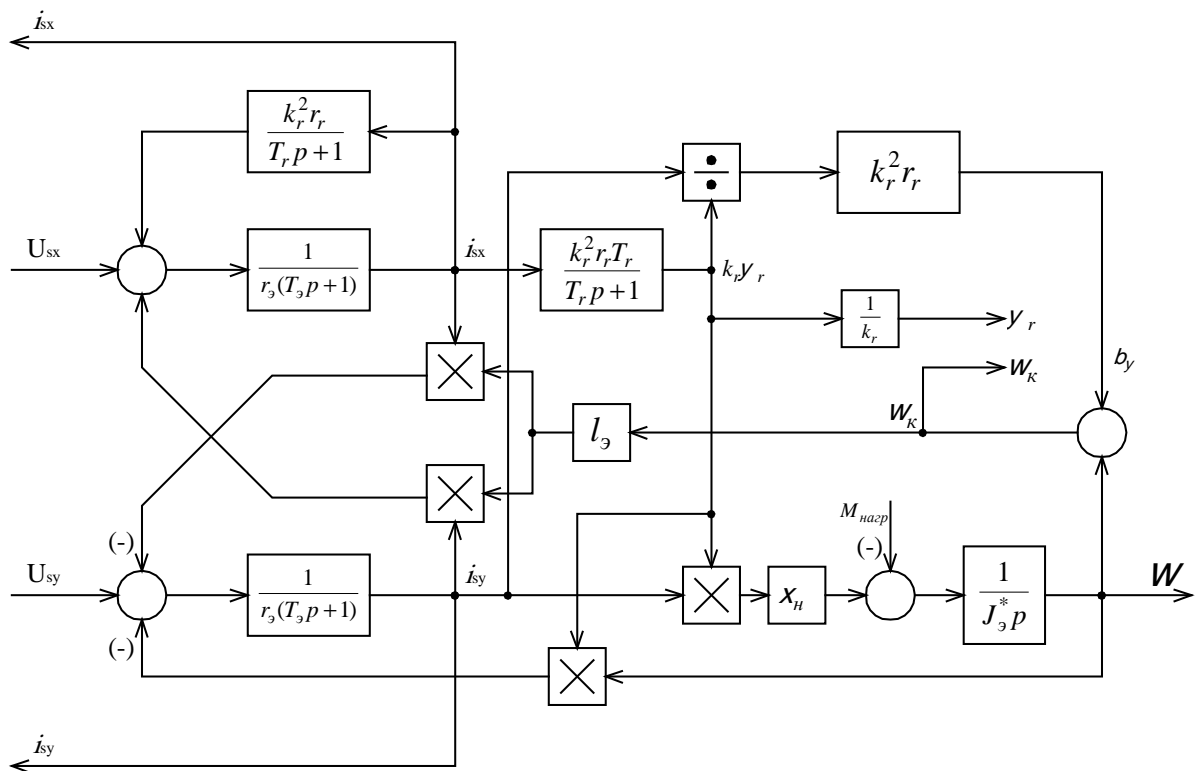 i_sx
k_r^2 r_r / (T_r p + 1)
k_r^2 r_r
U_sx
1 / (r_э (T_э p + 1))
i_sx
k_r^2 r_r T_r / (T_r p + 1)
k_r y_r
1 / k_r
y_r
w_к
b_y
l_э
w_к
M_нагр
(-)
(-)
U_sy
1 / (r_э (T_э p + 1))
i_sy
x_н
1 / (J_э^* p)
w
(-)
i_sy